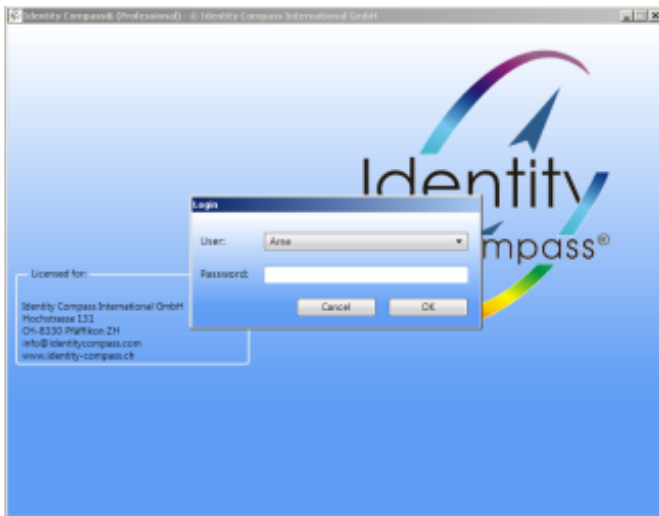 Identity Compass® (Professional) - © Identity Compass International GmbH
Identity
ompass®
Login
User:
Arne
Password:
Cancel
OK
Licensed for:
Identity Compass International GmbH
Hochstrasse 131
CH-8330 Pfäffikon ZH
info@identitycompass.com
www.identity-compass.ch